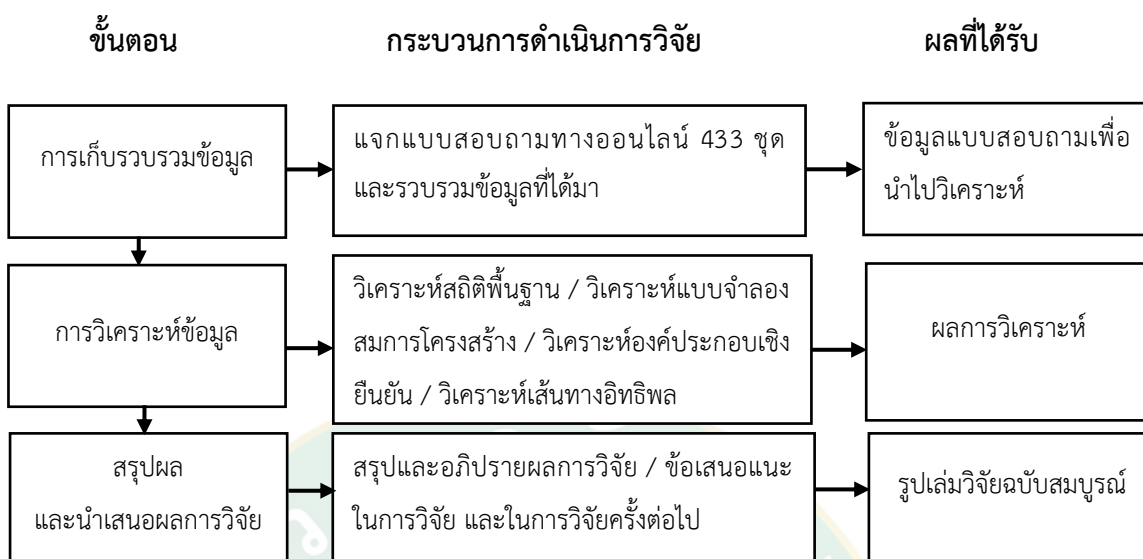 ขั้นตอน กระบวนการดำเนินการวิจัย ผลที่ได้รับ
การเก็บรวบรวมข้อมูล
แจกแบบสอบถามทางออนไลน์ 433 ชุด
และรวบรวมข้อมูลที่ได้มา
ข้อมูลแบบสอบถามเพื่อ
นำไปวิเคราะห์
การวิเคราะห์ข้อมูล
วิเคราะห์สถิติพื้นฐาน / วิเคราะห์แบบจำลอง
สมการโครงสร้าง / วิเคราะห์องค์ประกอบเชิง
ยืนยัน / วิเคราะห์เส้นทางอิทธิพล
ผลการวิเคราะห์
สรุปผล
และนำเสนอผลการวิจัย
สรุปและอภิปรายผลการวิจัย / ข้อเสนอแนะ
ในการวิจัย และในการวิจัยครั้งต่อไป
รูปเล่มวิจัยฉบับสมบูรณ์